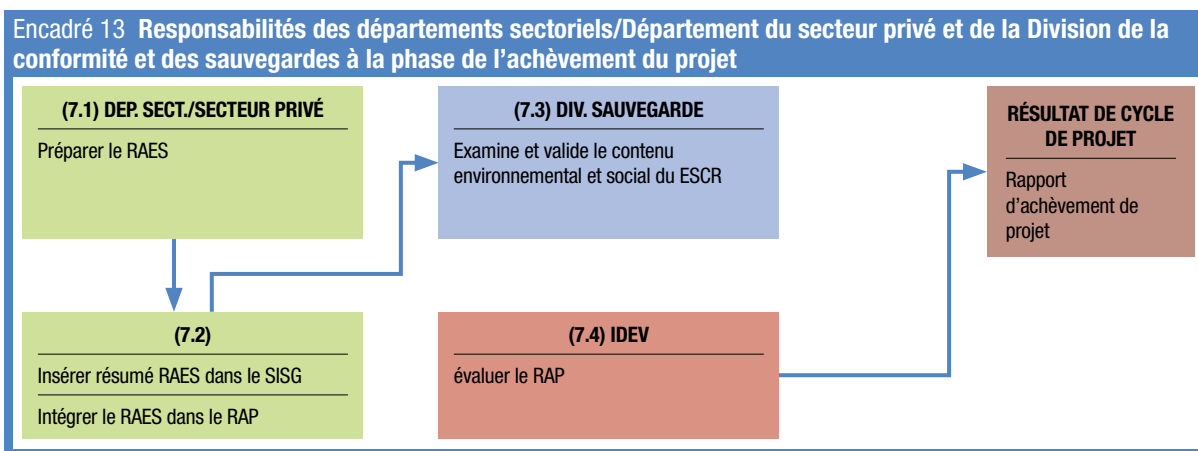 Encadré 13 Responsabilités des départements sectoriels/Département du secteur privé et de la Division de la
conformité et des sauvegardes à la phase de l'achèvement du projet
(7.1) DEP. SECT./SECTEUR PRIVÉ
Préparer le RAES
(7.2)
Insérer résumé RAES dans le SISG
Intégrer le RAES dans le RAP
(7.3) DIV. SAUVEGARDE
Examine et valide le contenu
environnemental et social du ESCR
(7.4) IDEV
évaluer le RAP
RÉSULTAT DE CYCLE
DE PROJET
Rapport
d'achèvement de
projet